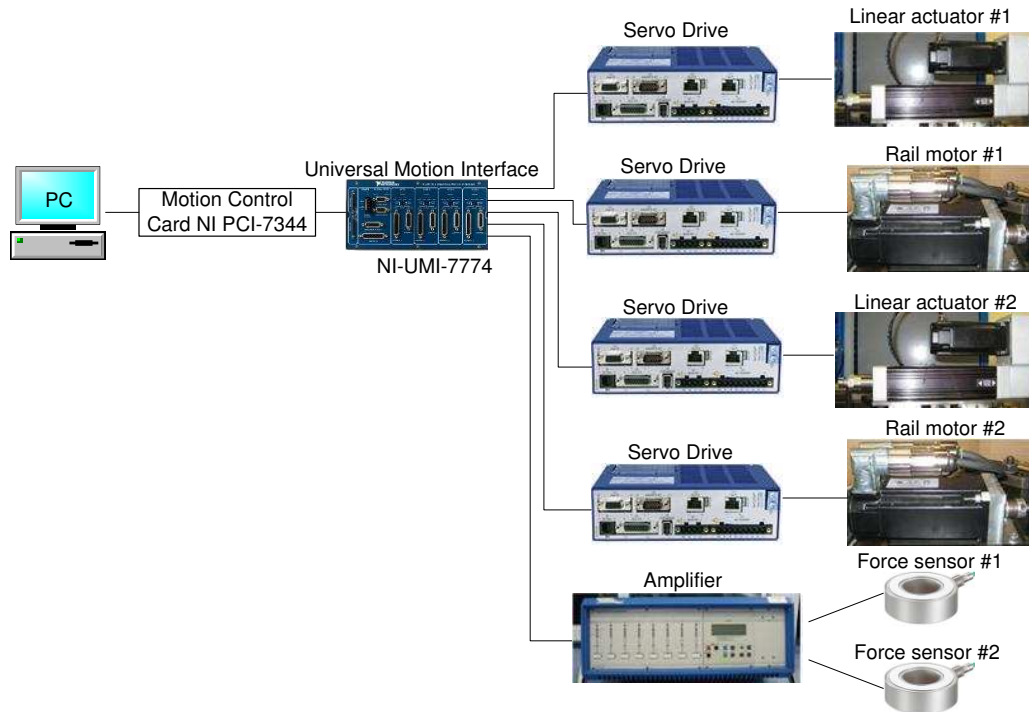 Servo Drive
Linear actuator #1
Universal Motion Interface
Servo Drive
Rail motor #1
PC
Motion Control
Card NI PCI-7344
NI-UMI-7774
Servo Drive
Linear actuator #2
Servo Drive
Rail motor #2
Amplifier
Force sensor #1
Force sensor #2